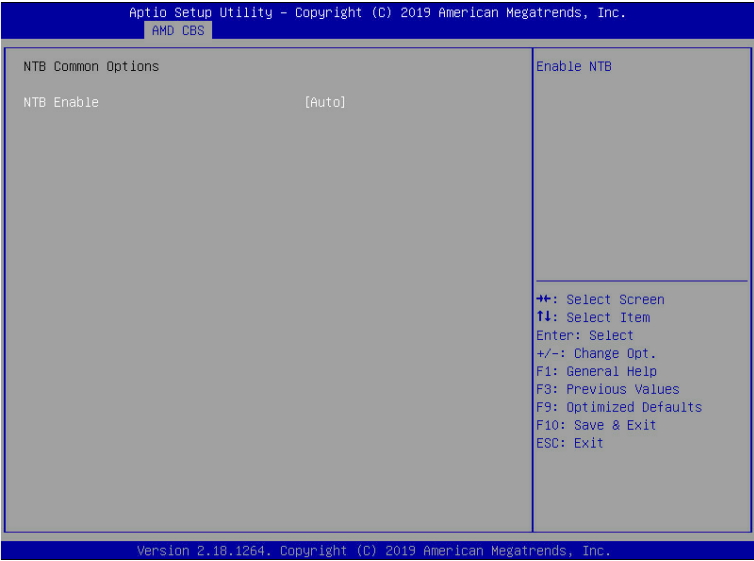 Aptio Setup Utility – Copyright (C) 2019 American Megatrends, Inc.
AMD CBS
NTB Common Options
NTB Enable [Auto]
Enable NTB
→←: Select Screen
↑↓: Select Item
Enter: Select
+/-: Change Opt.
F1: General Help
F3: Previous Values
F9: Optimized Defaults
F10: Save & Exit
ESC: Exit
Version 2.18.1264. Copyright (C) 2019 American Megatrends, Inc.